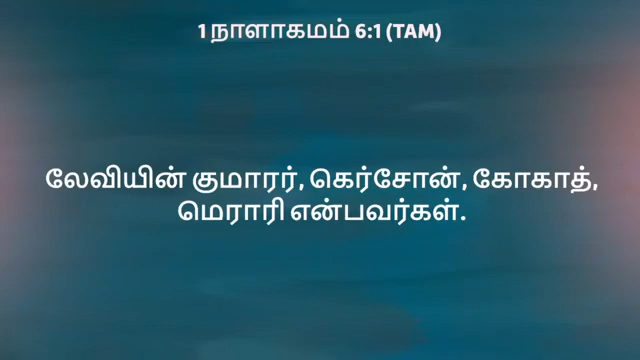 1 நாளாகமம் 6:1 (TAM)
லேவியின் குமாரர், கெர்சோன், கோகாத்,
மெராரி என்பவர்கள்.